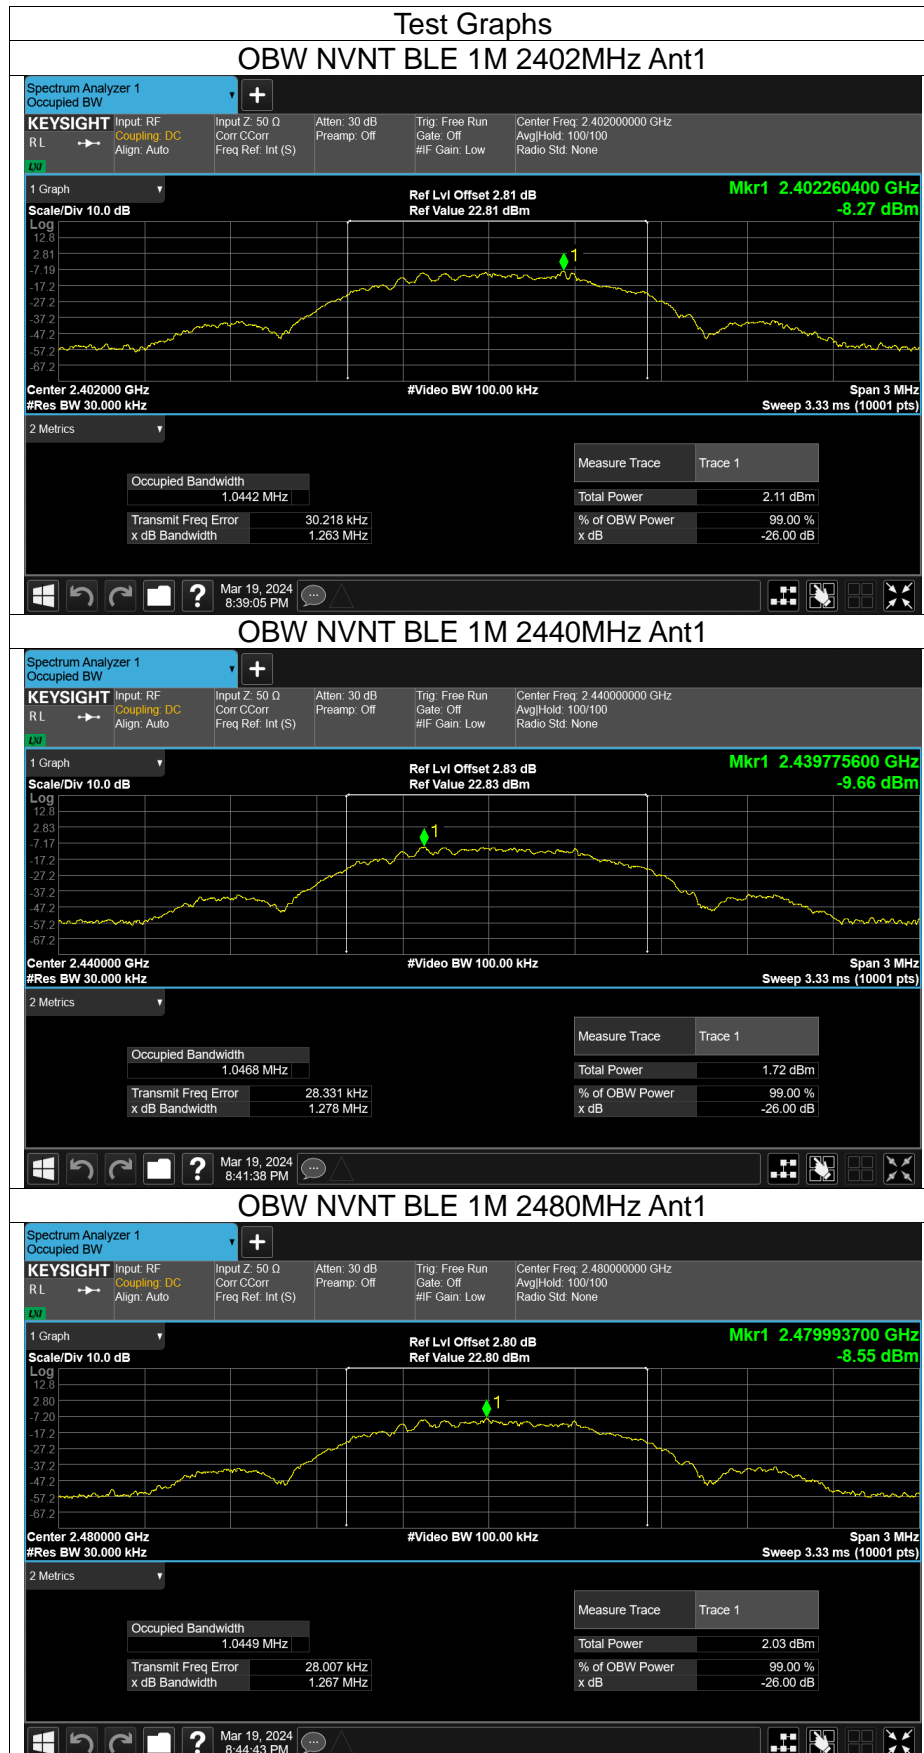 Test Graphs
OBW NVNT BLE 1M 2402MHz Ant1
Spectrum Analyzer 1
Occupied BW
+
KEYSIGHT Input: RF Input Z: 50 Ω Atten: 30 dB Trig: Free Run Center Freq: 2.402000000 GHz
R L Coupling: DC Corr CCorr Preamp: Off Gate: Off Avg|Hold: 100/100
Align: Auto Freq Ref: Int (S) #IF Gain: Low Radio Std: None
LXI
1 Graph
Ref Lvl Offset 2.81 dB Mkr1 2.402260400 GHz
Scale/Div 10.0 dB Ref Value 22.81 dBm -8.27 dBm
Log
12.8
2.81
1
-7.19
-17.2
-27.2
-37.2
-47.2
-57.2
-67.2
Center 2.402000 GHz #Video BW 100.00 kHz Span 3 MHz
#Res BW 30.000 kHz Sweep 3.33 ms (10001 pts)
2 Metrics
Measure Trace Trace 1
Occupied Bandwidth
1.0442 MHz Total Power 2.11 dBm
Transmit Freq Error 30.218 kHz % of OBW Power 99.00 %
x dB Bandwidth 1.263 MHz x dB -26.00 dB
? Mar 19, 2024
8:39:05 PM
OBW NVNT BLE 1M 2440MHz Ant1
Spectrum Analyzer 1
Occupied BW
+
KEYSIGHT Input: RF Input Z: 50 Ω Atten: 30 dB Trig: Free Run Center Freq: 2.440000000 GHz
R L Coupling: DC Corr CCorr Preamp: Off Gate: Off Avg|Hold: 100/100
Align: Auto Freq Ref: Int (S) #IF Gain: Low Radio Std: None
LXI
1 Graph
Ref Lvl Offset 2.83 dB Mkr1 2.439775600 GHz
Scale/Div 10.0 dB Ref Value 22.83 dBm -9.66 dBm
Log
12.8
2.83
1
-7.17
-17.2
-27.2
-37.2
-47.2
-57.2
-67.2
Center 2.440000 GHz #Video BW 100.00 kHz Span 3 MHz
#Res BW 30.000 kHz Sweep 3.33 ms (10001 pts)
2 Metrics
Measure Trace Trace 1
Occupied Bandwidth
1.0468 MHz Total Power 1.72 dBm
Transmit Freq Error 28.331 kHz % of OBW Power 99.00 %
x dB Bandwidth 1.278 MHz x dB -26.00 dB
? Mar 19, 2024
8:41:38 PM
OBW NVNT BLE 1M 2480MHz Ant1
Spectrum Analyzer 1
Occupied BW
+
KEYSIGHT Input: RF Input Z: 50 Ω Atten: 30 dB Trig: Free Run Center Freq: 2.480000000 GHz
R L Coupling: DC Corr CCorr Preamp: Off Gate: Off Avg|Hold: 100/100
Align: Auto Freq Ref: Int (S) #IF Gain: Low Radio Std: None
LXI
1 Graph
Ref Lvl Offset 2.80 dB Mkr1 2.479993700 GHz
Scale/Div 10.0 dB Ref Value 22.80 dBm -8.55 dBm
Log
12.8
2.80
1
-7.20
-17.2
-27.2
-37.2
-47.2
-57.2
-67.2
Center 2.480000 GHz #Video BW 100.00 kHz Span 3 MHz
#Res BW 30.000 kHz Sweep 3.33 ms (10001 pts)
2 Metrics
Measure Trace Trace 1
Occupied Bandwidth
1.0449 MHz Total Power 2.03 dBm
Transmit Freq Error 28.007 kHz % of OBW Power 99.00 %
x dB Bandwidth 1.267 MHz x dB -26.00 dB
? Mar 19, 2024
8:44:43 PM